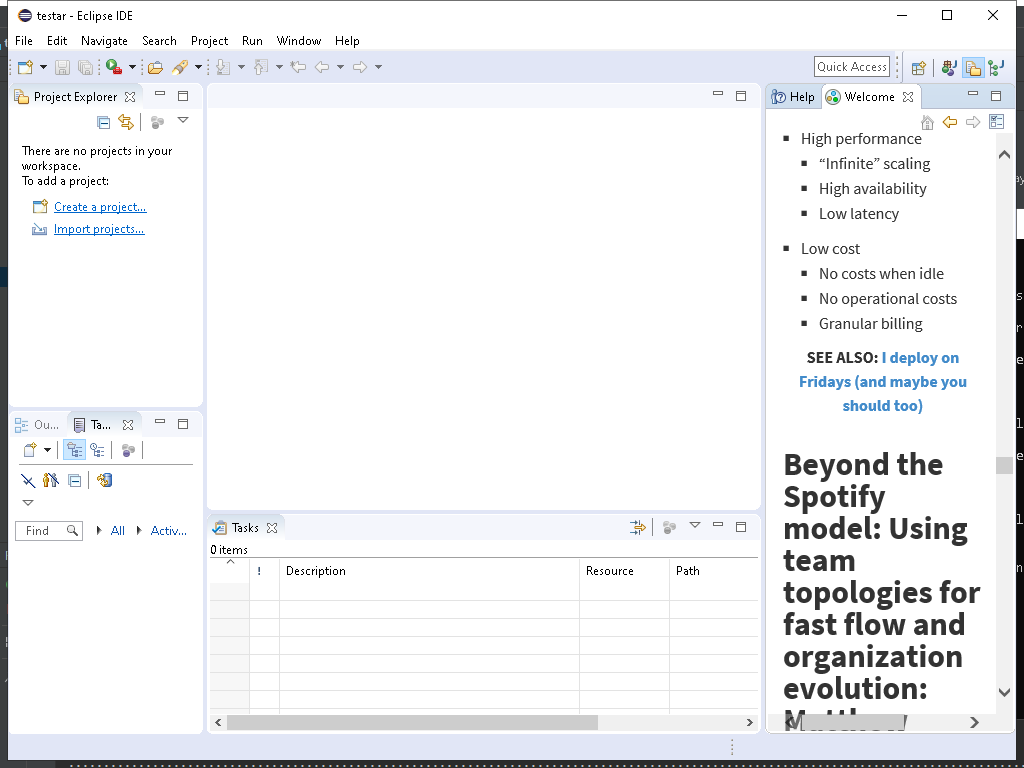 testar - Eclipse IDE
File Edit Navigate Search Project Run Window Help
Quick Access
Project Explorer
There are no projects in your
workspace.
To add a project:
Create a project...
Import projects...
Ou...
Ta...
Find
All
Activ...
Tasks
0 items
! Description Resource Path
Help
Welcome
High performance
“Infinite” scaling
High availability
Low latency
Low cost
No costs when idle
No operational costs
Granular billing
SEE ALSO: I deploy on
Fridays (and maybe you
should too)
Beyond the
Spotify
model: Using
team
topologies for
fast flow and
organization
evolution:
Matthew